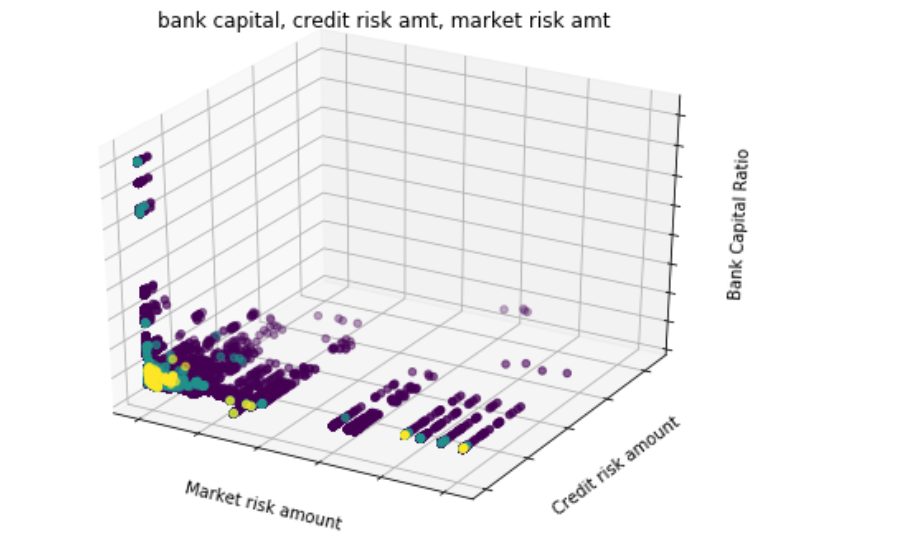 bank capital, credit risk amt, market risk amt
Bank Capital Ratio
Credit risk amount
Market risk amount